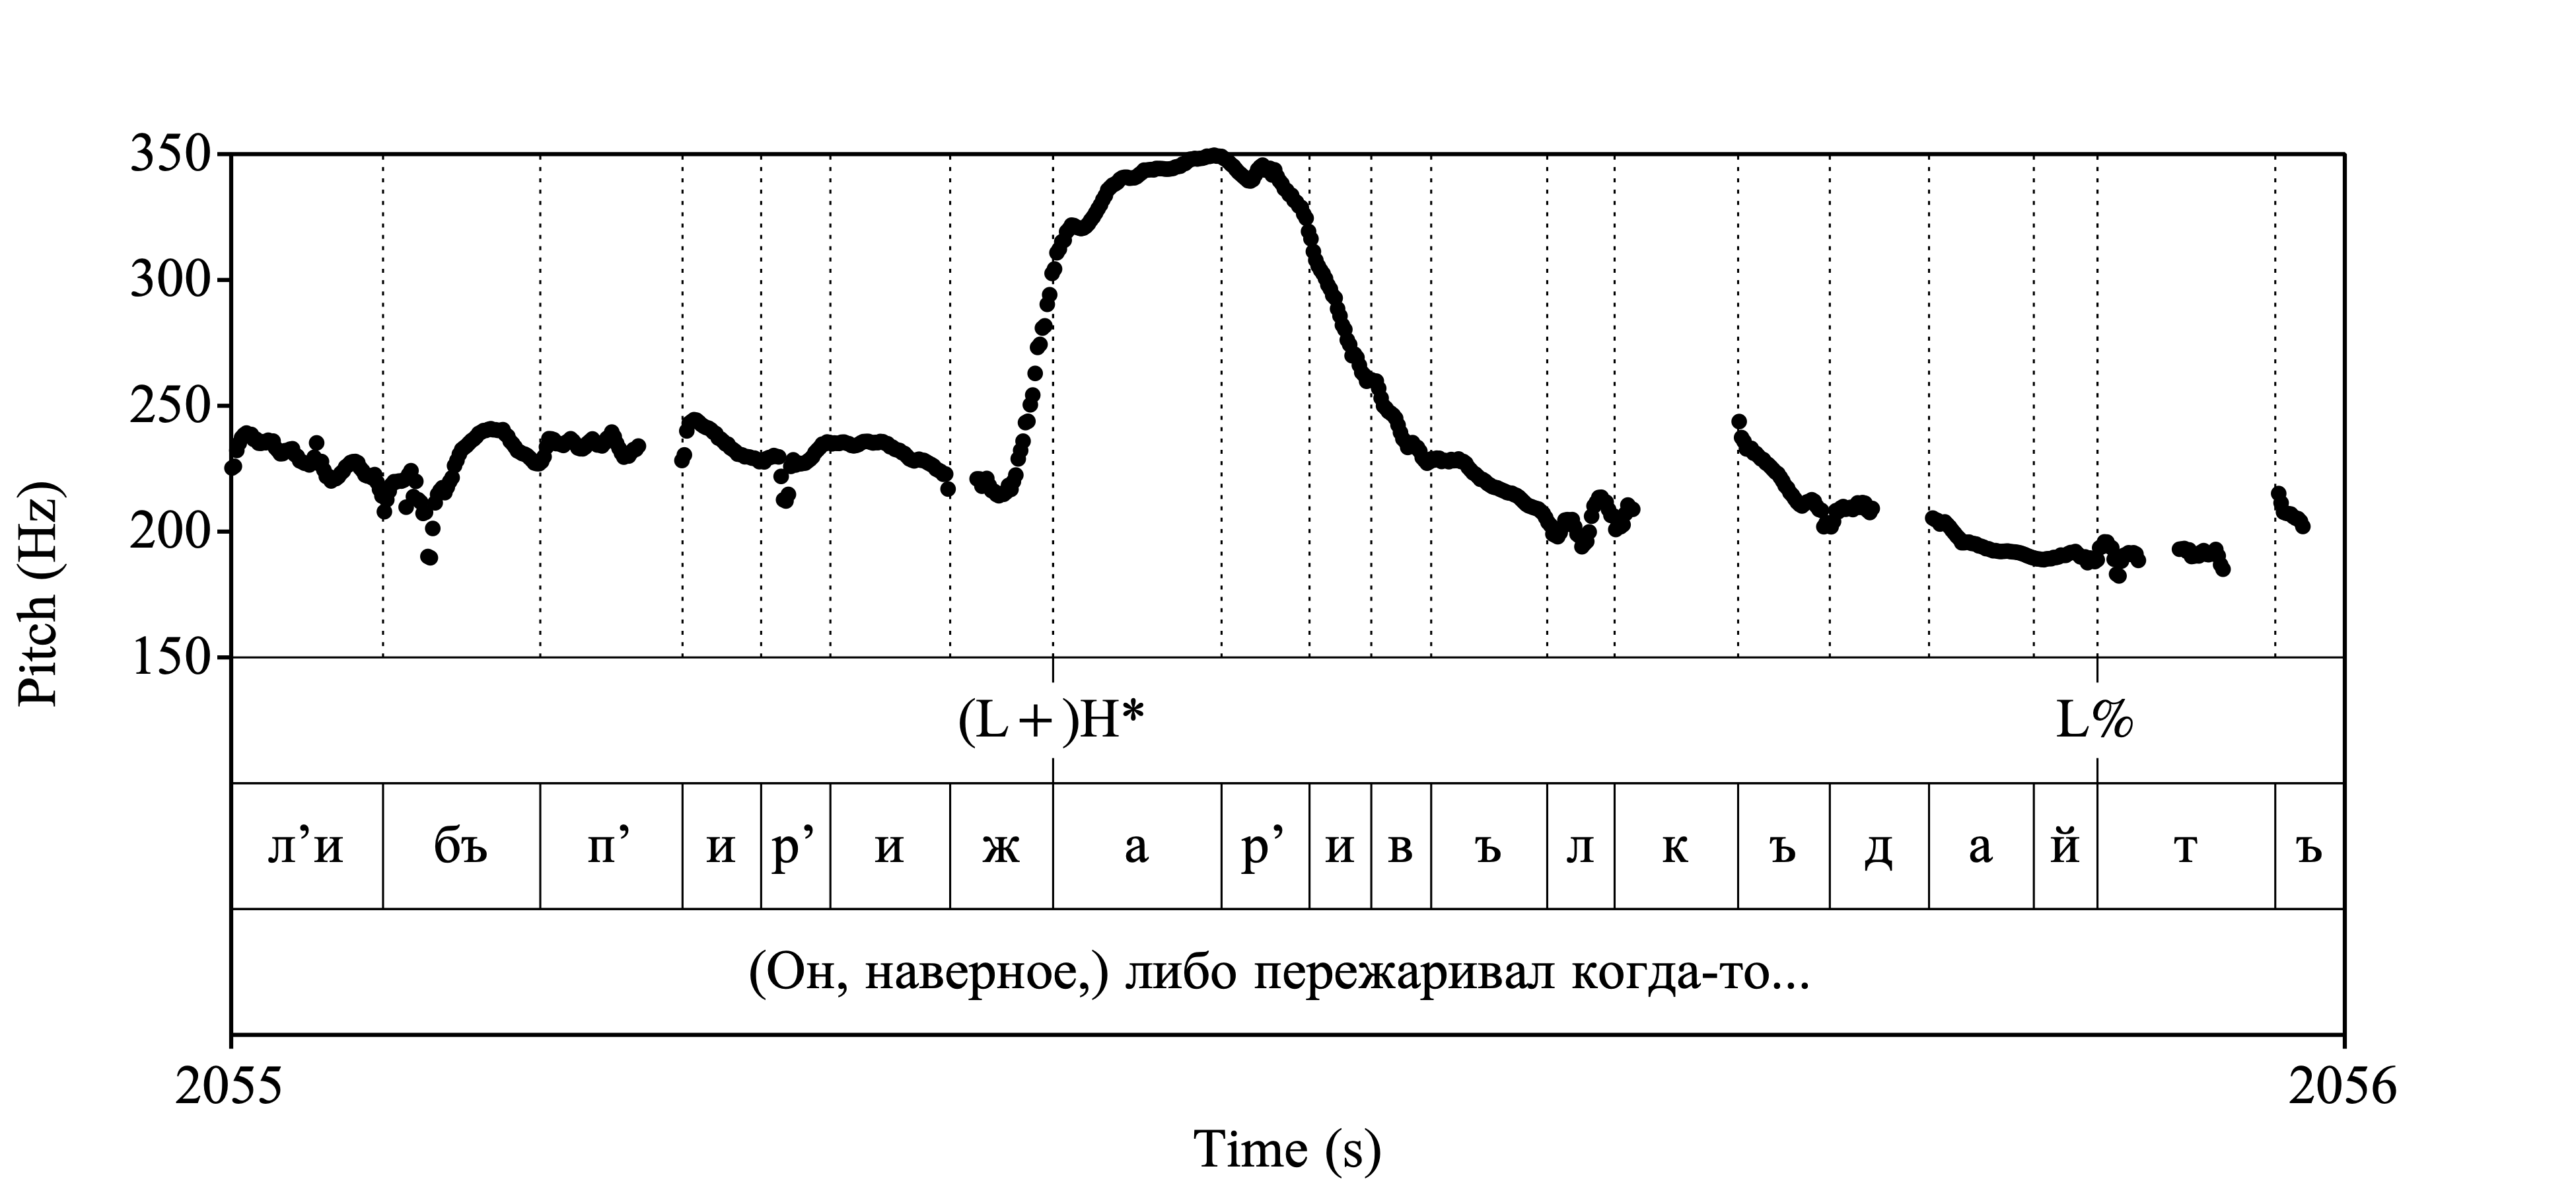 Pitch (Hz)
350
300
250
200
150
(L + )H* L%
л’и бъ п’ и р’ и ж а р’ и в ъ л к ъ д а й т ъ
(Он, наверное,) либо пережаривал когда-то...
2055 2056
Time (s)